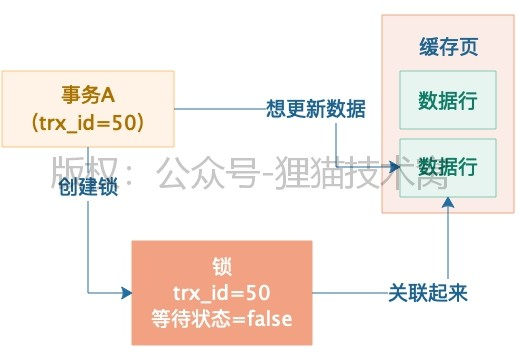 缓存页
数据行
事务A
（trx_id=50）
想更新数据
数据行
版权：公众号-狸猫技术窝
创建锁
锁
trx_id=50
等待状态=false
关联起来